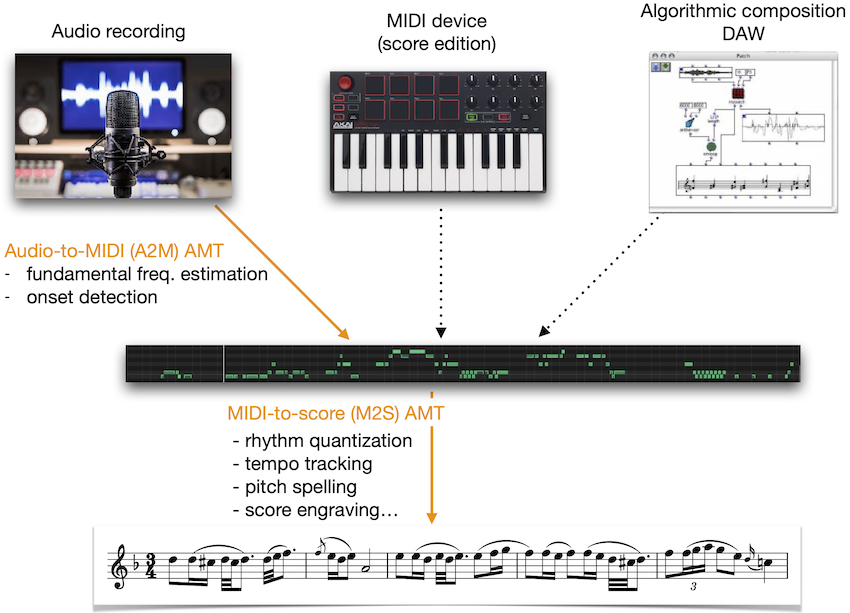 Audio recording
MIDI device
(score edition)
Algorithmic composition
DAW
Patch
AKAI
Audio-to-MIDI (A2M) AMT
- fundamental freq. estimation
- onset detection
MIDI-to-score (M2S) AMT
- rhythm quantization
- tempo tracking
- pitch spelling
- score engraving...
3
4
3